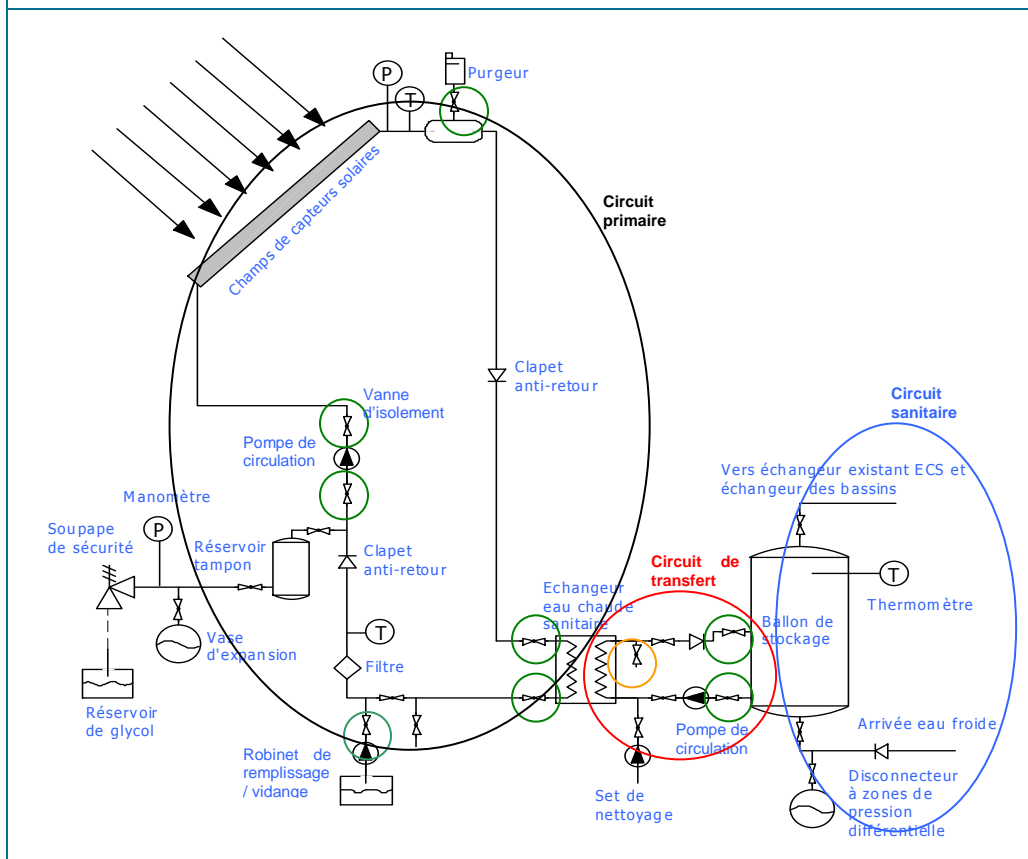 P
Purgeur
T
Champs de capteurs solaires
Circuit
primaire
Clapet
anti-retour
Vanne
d'isolement
Pompe de
circulation
Circuit
sanitaire
Vers échangeur existant ECS et
échangeur des bassins
Manomètre
P
Soupape
de sécurité
Réservoir
tampon
Clapet
anti-retour
Circuit de
transfert
Echangeur
eau chaude
sanitaire
T
Thermomètre
Ballon de
stockage
T
Vase
d'expansion
Filtre
Réservoir
de glycol
Pompe de
circulation
Arrivée eau froide
Robinet de
remplissage
/ vidange
Set de
nettoyage
Disconnecteur
à zones de
pression
différentielle